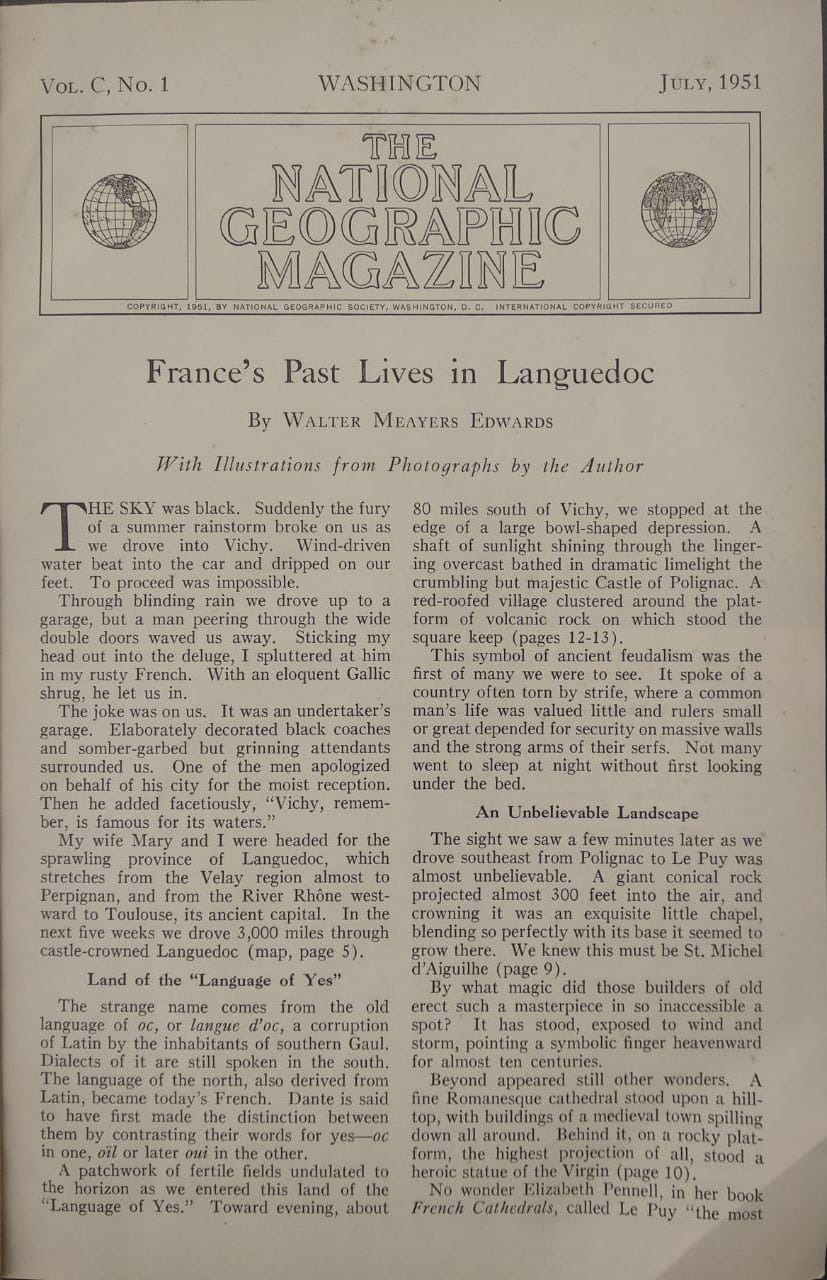 VOL. C, NO. 1 WASHINGTON JULY, 1951
THE
NATIONAL
GEOGRAPHIC
MAGAZINE
COPYRIGHT, 1951, BY NATIONAL GEOGRAPHIC SOCIETY, WASHINGTON, D. C. INTERNATIONAL COPYRIGHT SECURED
France's Past Lives in Languedoc
By WALTER MEAYERS EDWARDS
With Illustrations from Photographs by the Author
THE SKY was black. Suddenly the fury
of a summer rainstorm broke on us as
we drove into Vichy. Wind-driven
water beat into the car and dripped on our
feet. To proceed was impossible.
Through blinding rain we drove up to a
garage, but a man peering through the wide
double doors waved us away. Sticking my
head out into the deluge, I spluttered at him
in my rusty French. With an eloquent Gallic
shrug, he let us in.
The joke was on us. It was an undertaker's
garage. Elaborately decorated black coaches
and somber-garbed but grinning attendants
surrounded us. One of the men apologized
on behalf of his city for the moist reception.
Then he added facetiously, "Vichy, remem-
ber, is famous for its waters."
My wife Mary and I were headed for the
sprawling province of Languedoc, which
stretches from the Velay region almost to
Perpignan, and from the River Rhône west-
ward to Toulouse, its ancient capital. In the
next five weeks we drove 3,000 miles through
castle-crowned Languedoc (map, page 5).
Land of the "Language of Yes"
The strange name comes from the old
language of oc, or langue d'oc, a corruption
of Latin by the inhabitants of southern Gaul.
Dialects of it are still spoken in the south.
The language of the north, also derived from
Latin, became today's French. Dante is said
to have first made the distinction between
them by contrasting their words for yes—oc
in one, oïl or later oui in the other.
A patchwork of fertile fields undulated to
the horizon as we entered this land of the
"Language of Yes." Toward evening, about
80 miles south of Vichy, we stopped at the
edge of a large bowl-shaped depression. A
shaft of sunlight shining through the linger-
ing overcast bathed in dramatic limelight the
crumbling but majestic Castle of Polignac. A
red-roofed village clustered around the plat-
form of volcanic rock on which stood the
square keep (pages 12-13).
This symbol of ancient feudalism was the
first of many we were to see. It spoke of a
country often torn by strife, where a common
man's life was valued little and rulers small
or great depended for security on massive walls
and the strong arms of their serfs. Not many
went to sleep at night without first looking
under the bed.
An Unbelievable Landscape
The sight we saw a few minutes later as we
drove southeast from Polignac to Le Puy was
almost unbelievable. A giant conical rock
projected almost 300 feet into the air, and
crowning it was an exquisite little chapel,
blending so perfectly with its base it seemed to
grow there. We knew this must be St. Michel
d'Aiguilhe (page 9).
By what magic did those builders of old
erect such a masterpiece in so inaccessible a
spot? It has stood, exposed to wind and
storm, pointing a symbolic finger heavenward
for almost ten centuries.
Beyond appeared still other wonders. A
fine Romanesque cathedral stood upon a hill-
top, with buildings of a medieval town spilling
down all around. Behind it, on a rocky plat-
form, the highest projection of all, stood a
heroic statue of the Virgin (page 10).
No wonder Elizabeth Pennell, in her book
French Cathedrals, called Le Puy "the most